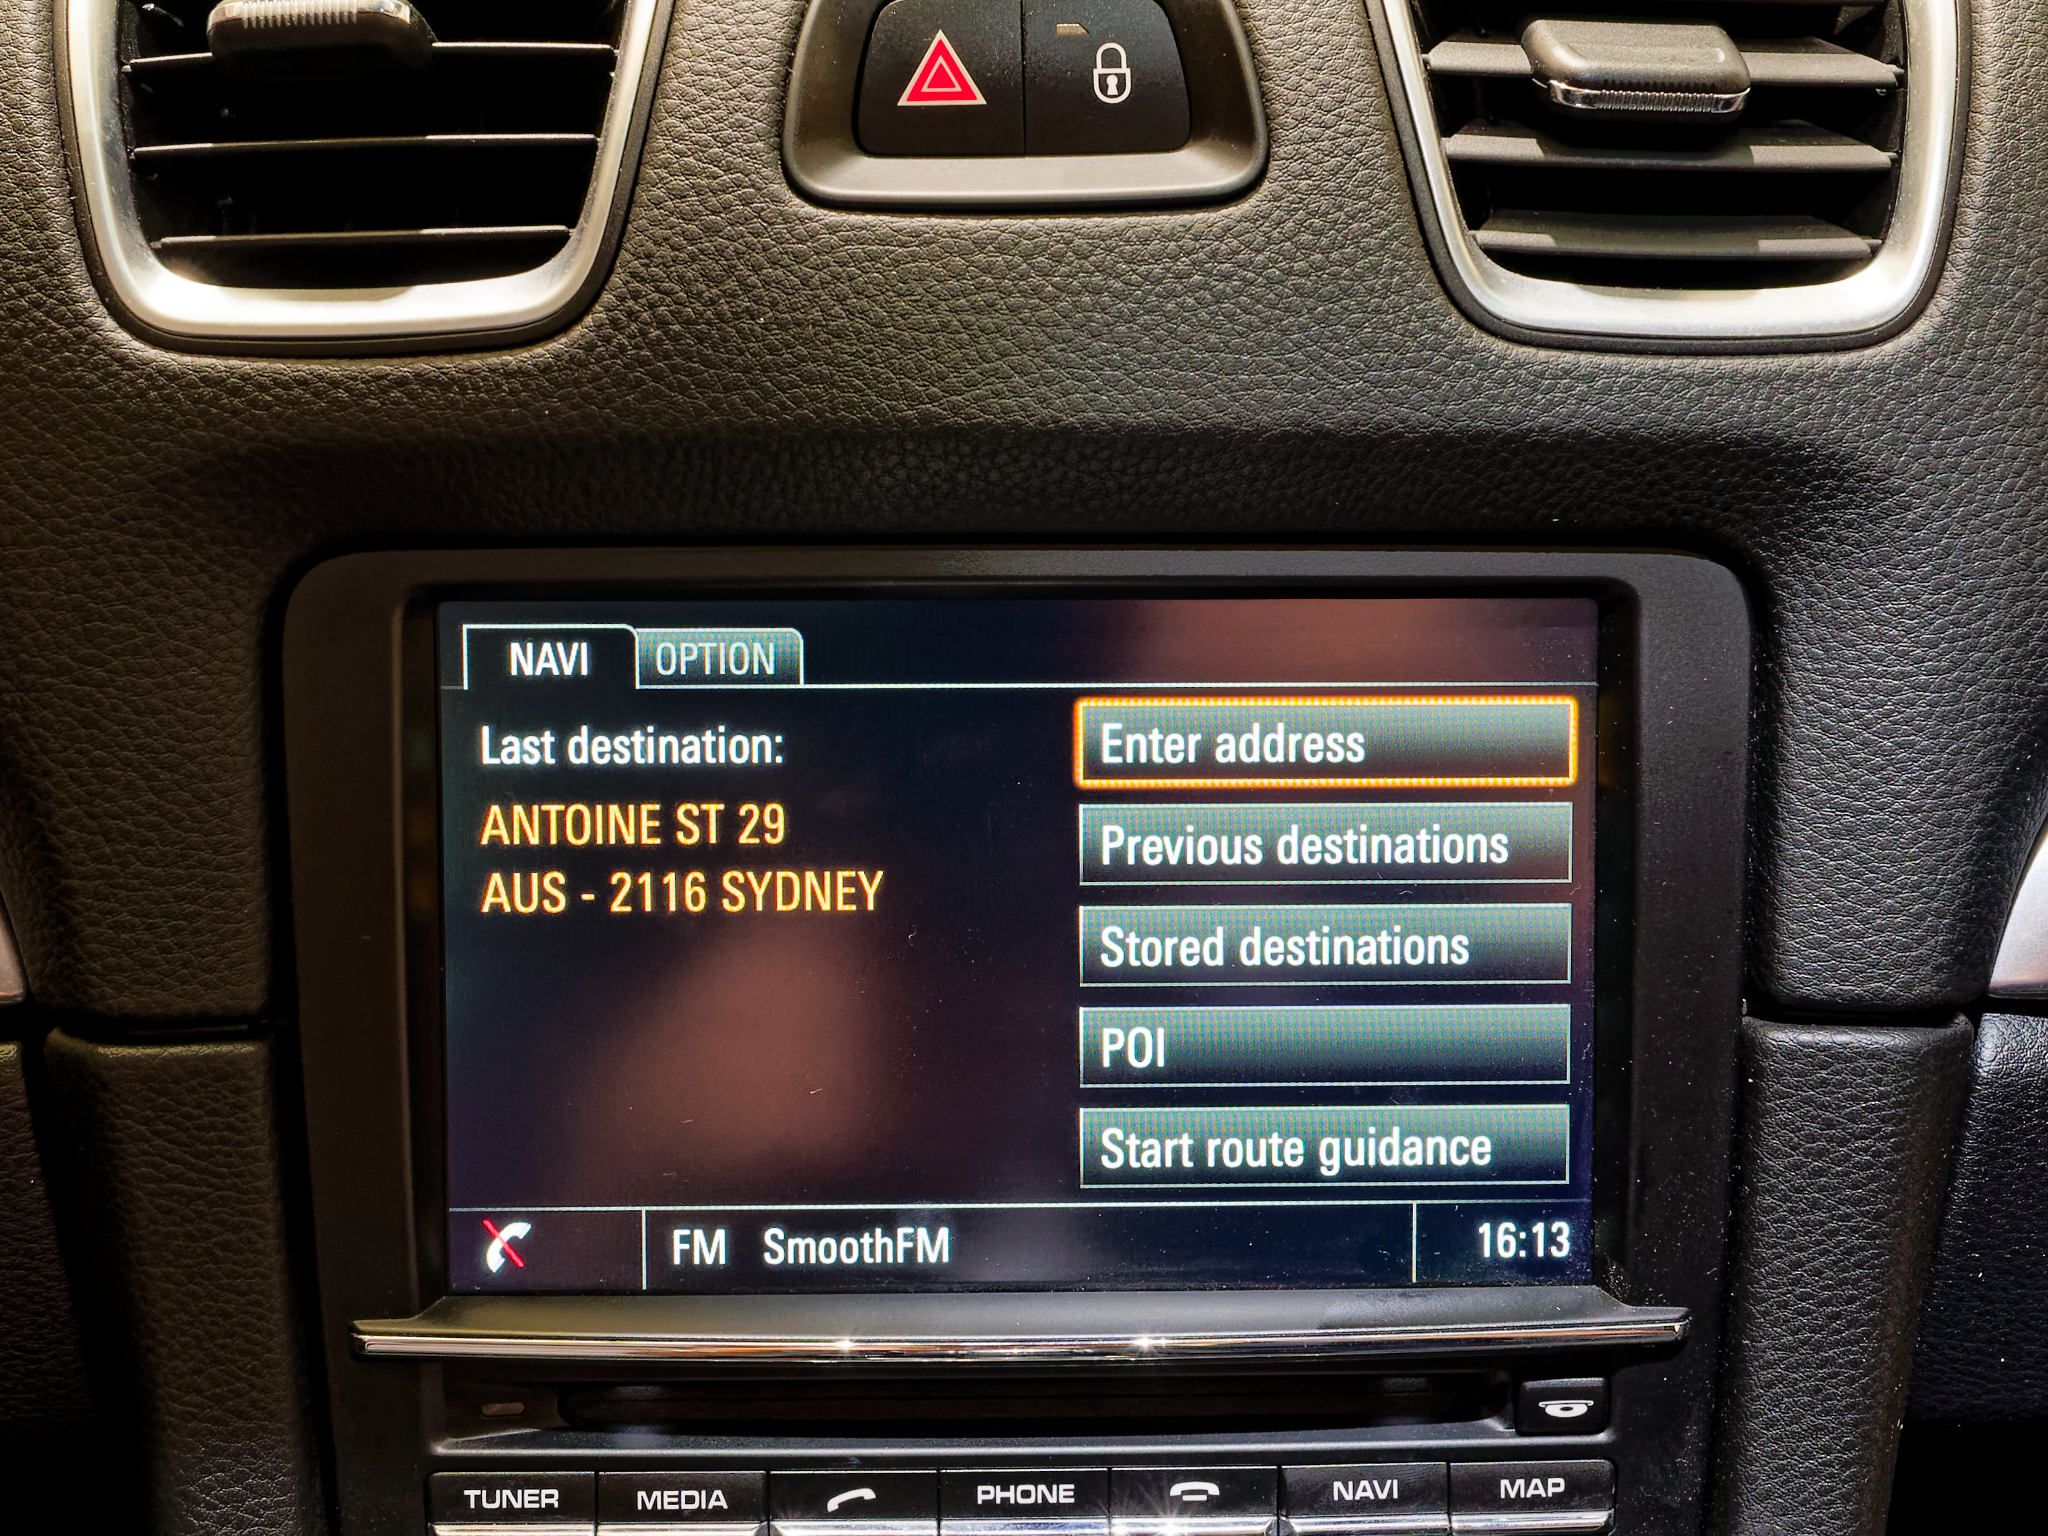 NAVI OPTION
Last destination:
ANTOINE ST 29
AUS - 2116 SYDNEY
Enter address
Previous destinations
Stored destinations
POI
Start route guidance
FM SmoothFM 16:13
TUNER MEDIA PHONE NAVI MAP